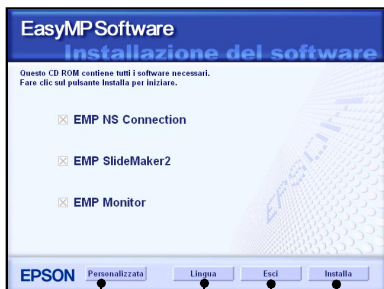 EasyMP Software
Installazione del software
Questo CD ROM contiene tutti i software necessari.
Fare clic sul pulsante Installa per iniziare.
EMP NS Connection
EMP SlideMaker2
EMP Monitor
EPSON
EPSON Personalizzata Lingua Esci Installa